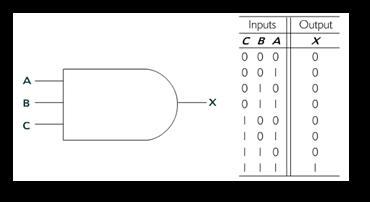 Inputs Output
C B A X
0 0 0 0
0 0 1 0
0 1 0 0
0 1 1 0
1 0 0 0
1 0 1 0
1 1 0 0
1 1 1 1
A
B
C
X